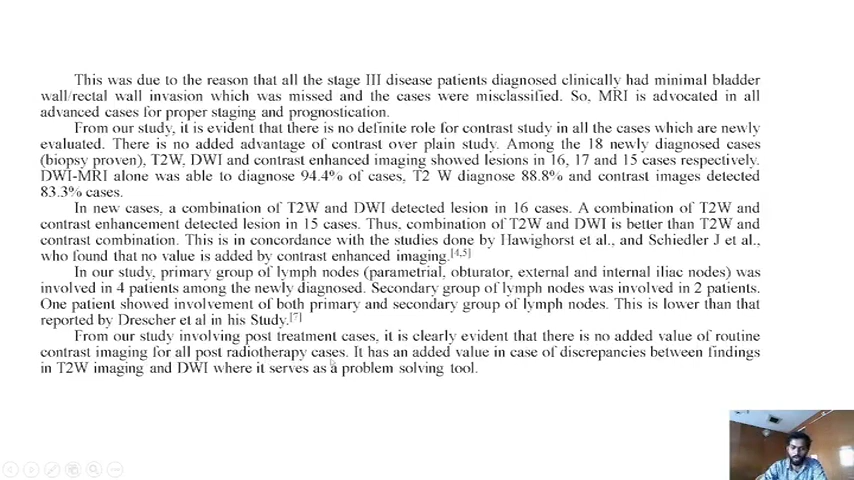 This was due to the reason that all the stage III disease patients diagnosed clinically had minimal bladder
wall/rectal wall invasion which was missed and the cases were misclassified. So, MRI is advocated in all
advanced cases for proper staging and prognostication.
From our study, it is evident that there is no definite role for contrast study in all the cases which are newly
evaluated. There is no added advantage of contrast over plain study. Among the 18 newly diagnosed cases
(biopsy proven), T2W, DWI and contrast enhanced imaging showed lesions in 16, 17 and 15 cases respectively.
DWI-MRI alone was able to diagnose 94.4% of cases, T2 W diagnose 88.8% and contrast images detected
83.3% cases.
In new cases, a combination of T2W and DWI detected lesion in 16 cases. A combination of T2W and
contrast enhancement detected lesion in 15 cases. Thus, combination of T2W and DWI is better than T2W and
contrast combination. This is in concordance with the studies done by Hawighorst et al., and Schiedler J et al.,
who found that no value is added by contrast enhanced imaging.[4,5]
In our study, primary group of lymph nodes (parametrial, obturator, external and internal iliac nodes) was
involved in 4 patients among the newly diagnosed. Secondary group of lymph nodes was involved in 2 patients.
One patient showed involvement of both primary and secondary group of lymph nodes. This is lower than that
reported by Drescher et al in his Study.[7]
From our study involving post treatment cases, it is clearly evident that there is no added value of routine
contrast imaging for all post radiotherapy cases. It has an added value in case of discrepancies between findings
in T2W imaging and DWI where it serves as a problem solving tool.